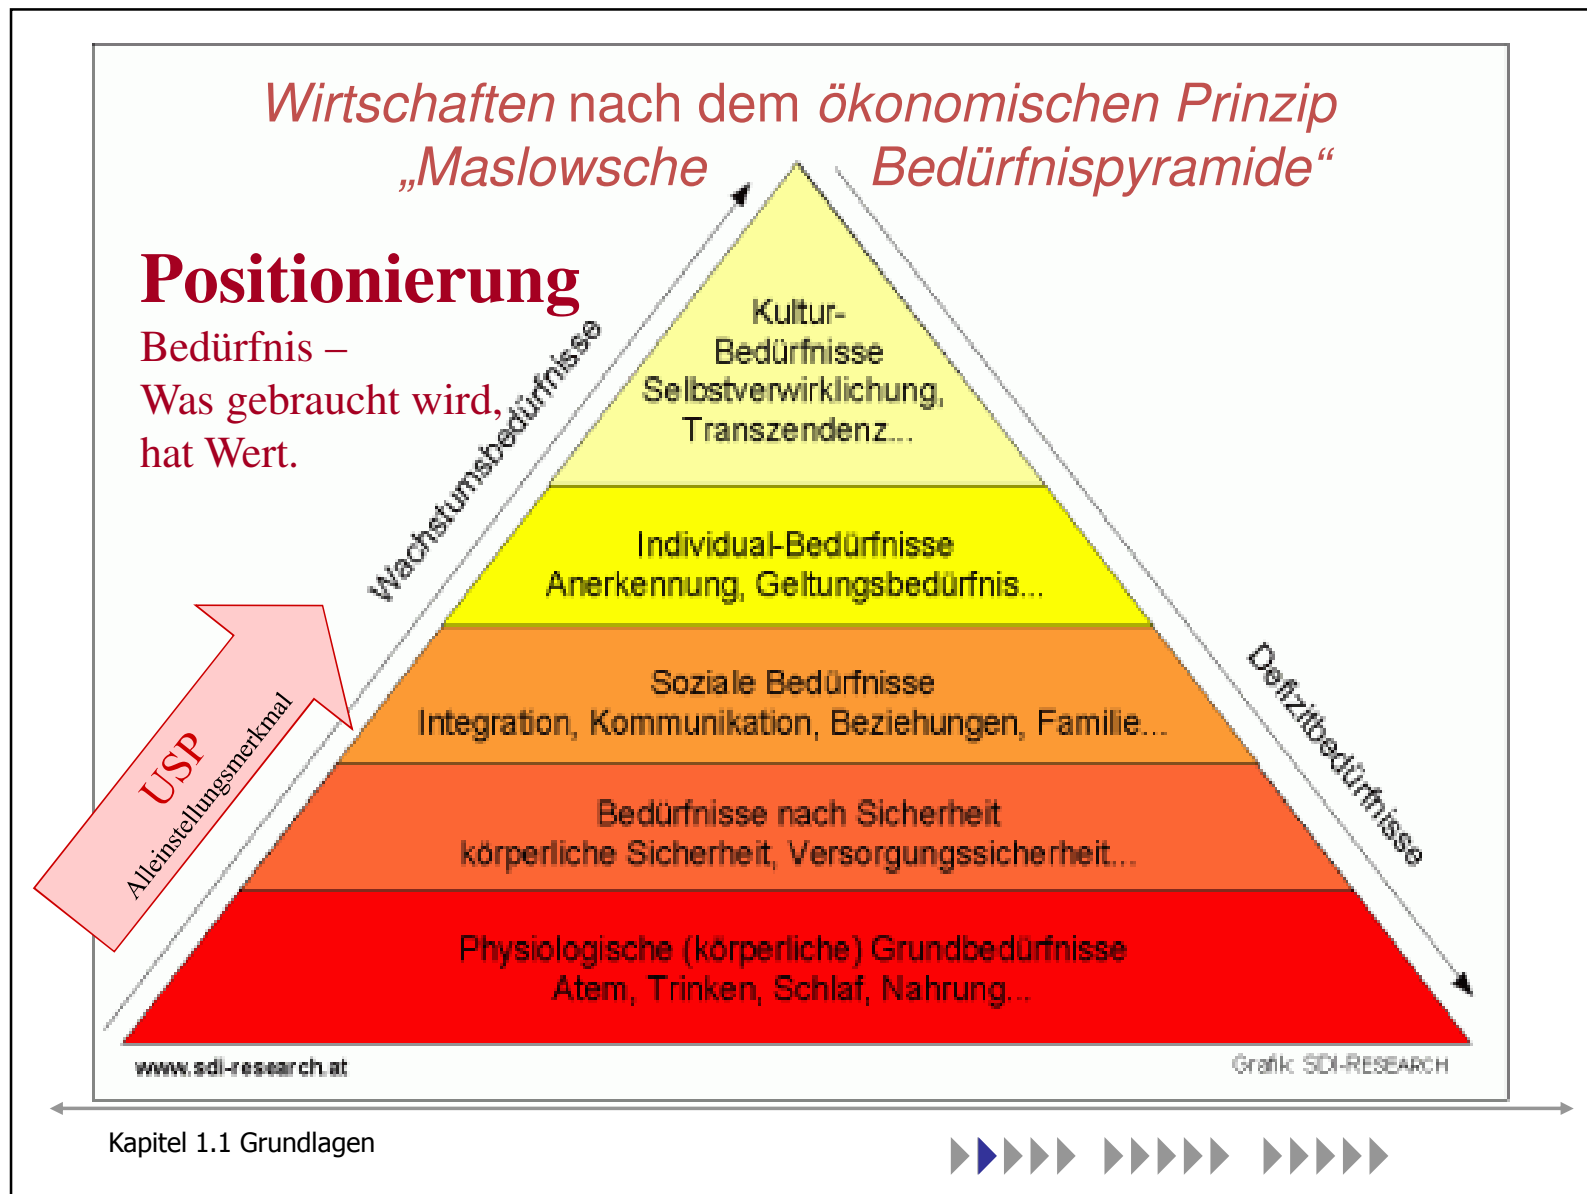 Wirtschaften nach dem ökonomischen Prinzip
„Maslowsche Bedürfnispyramide“
Positionierung
Bedürfnis –
Was gebraucht wird,
hat Wert.
Wachstumsbedürfnisse
Kultur-
Bedürfnisse
Selbstverwirklichung,
Transzendenz...
Individual-Bedürfnisse
Anerkennung, Geltungsbedürfnis...
Soziale Bedürfnisse
Integration, Kommunikation, Beziehungen, Familie...
Bedürfnisse nach Sicherheit
körperliche Sicherheit, Versorgungssicherheit...
Physiologische (körperliche) Grundbedürfnisse
Atem, Trinken, Schlaf, Nahrung...
Defizitbedürfnisse
USP
Alleinstellungsmerkmal
www.sdi-research.at
Grafik: SDI-RESEARCH
Kapitel 1.1 Grundlagen